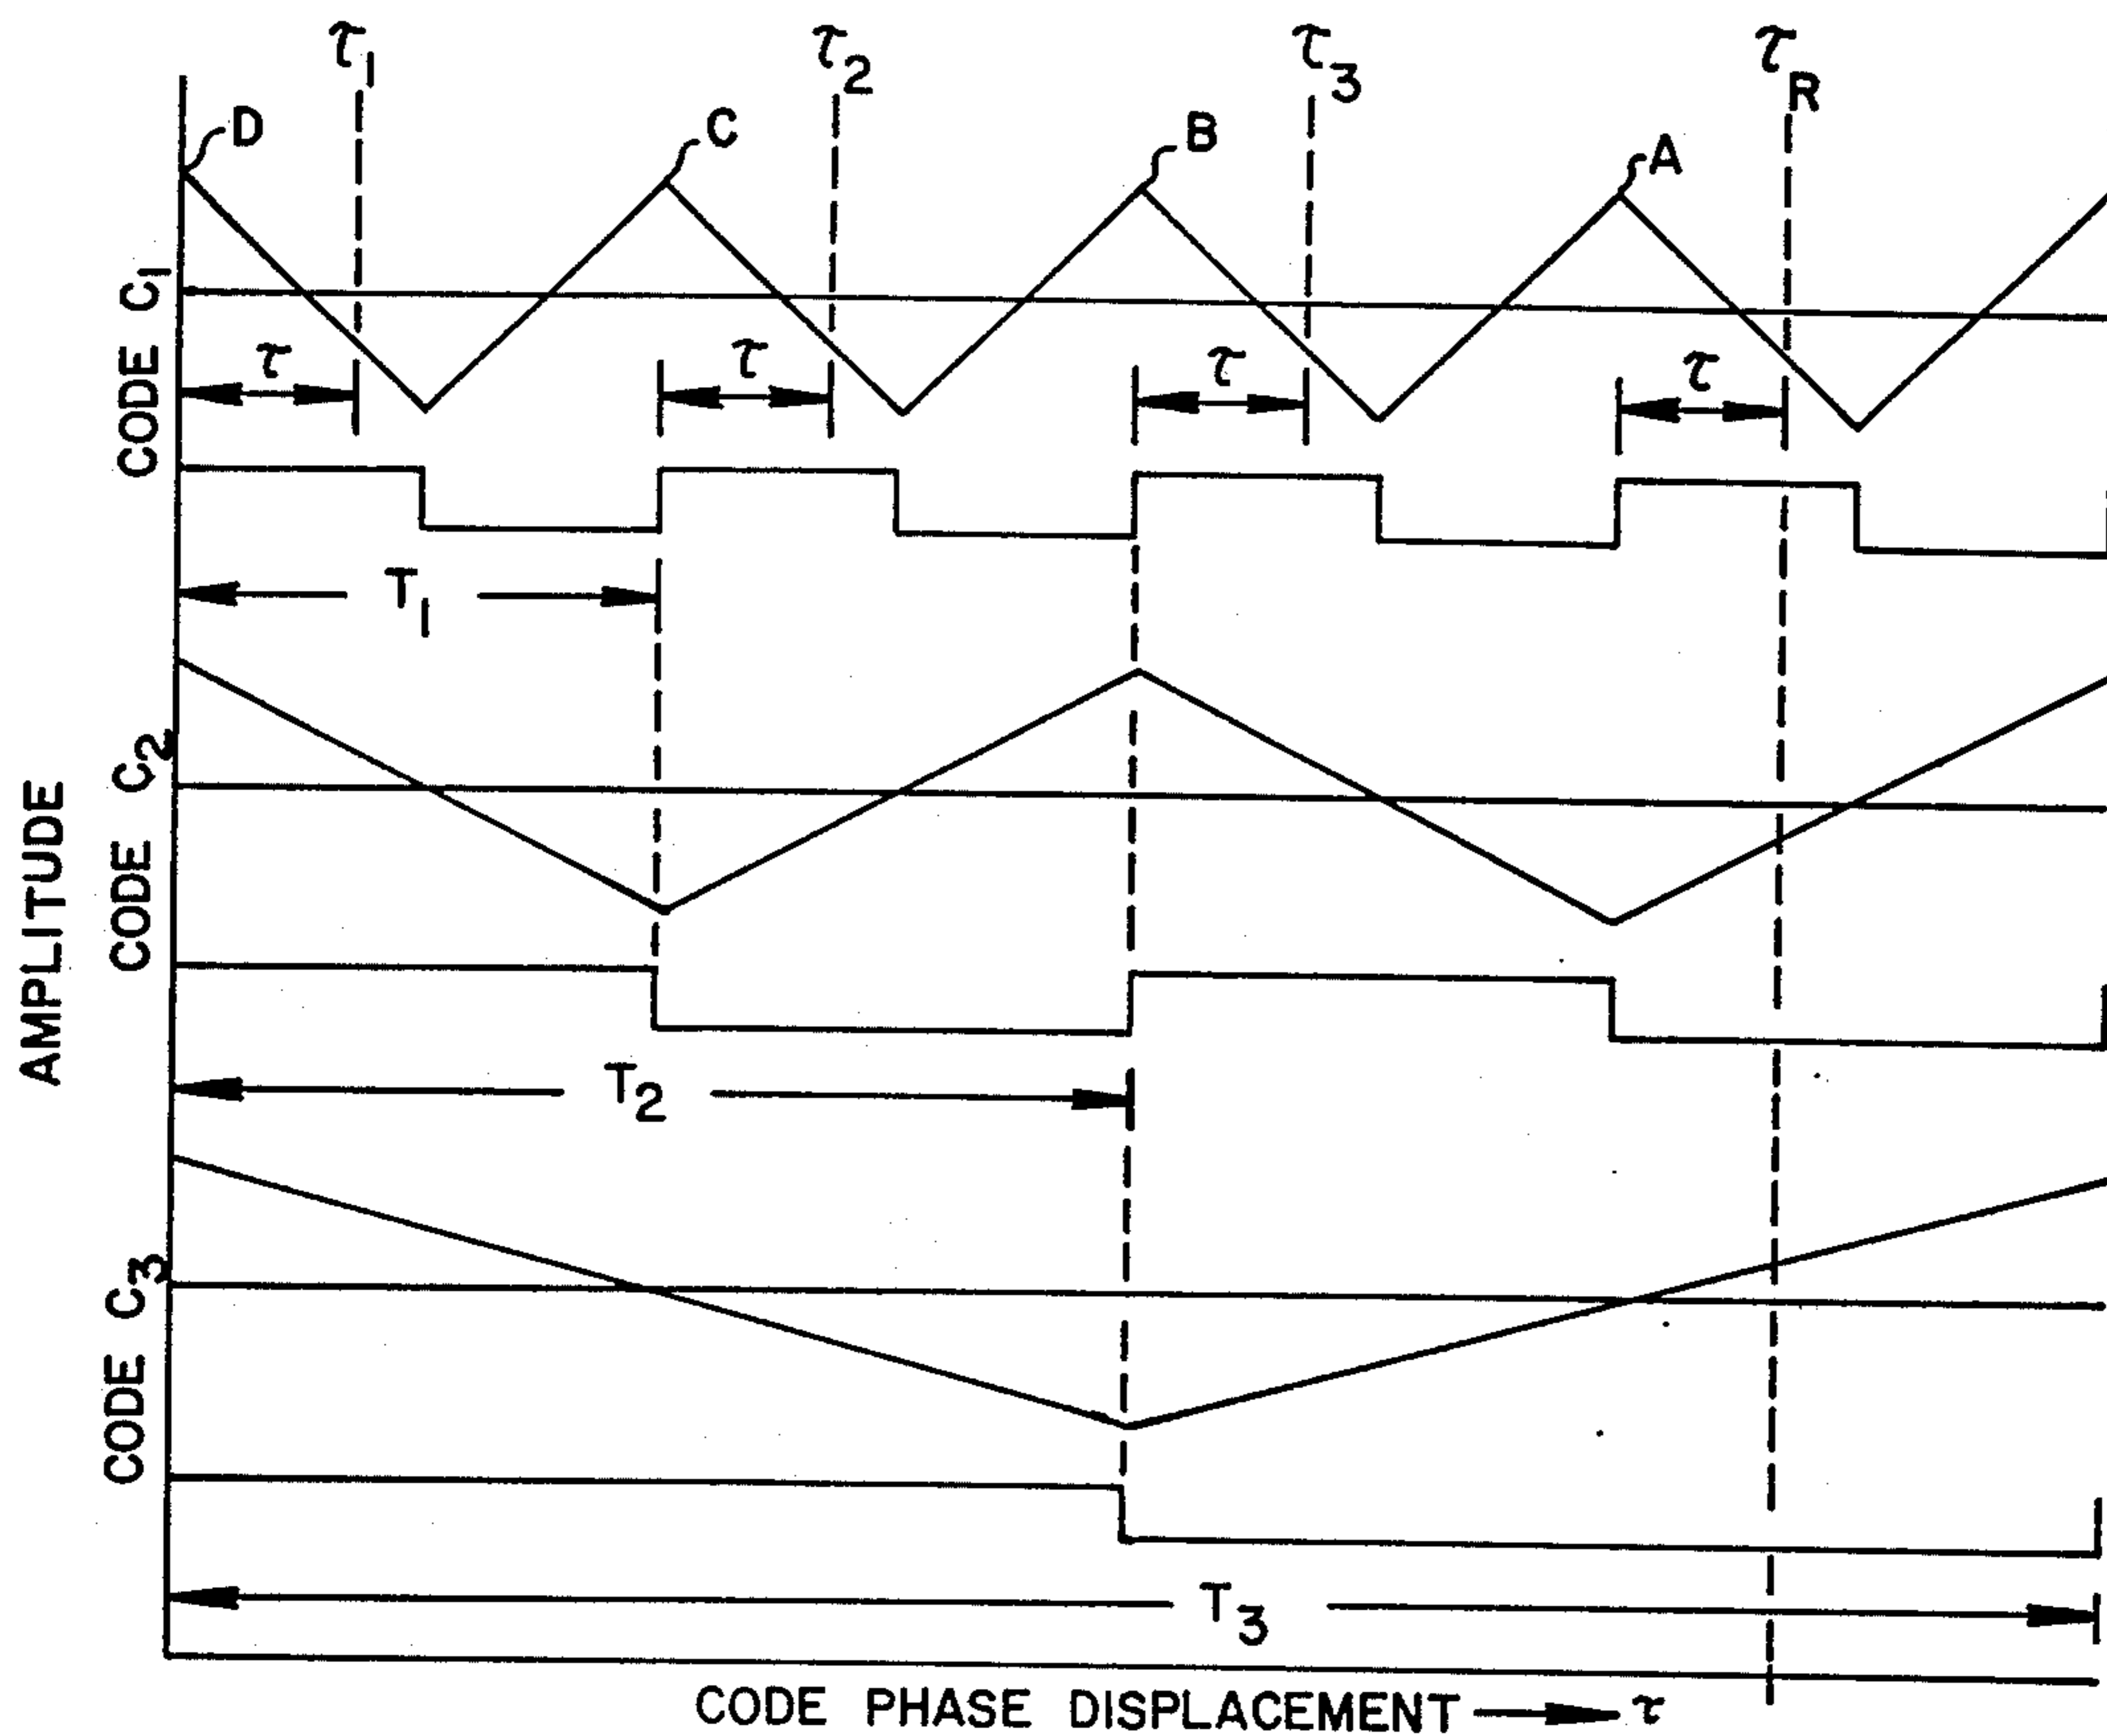 τ1 τ2 τ3 τR
D C B A
CODE C1
τ τ τ τ
T1
CODE C2
AMPLITUDE
T2
CODE C3
T3
CODE PHASE DISPLACEMENT τ